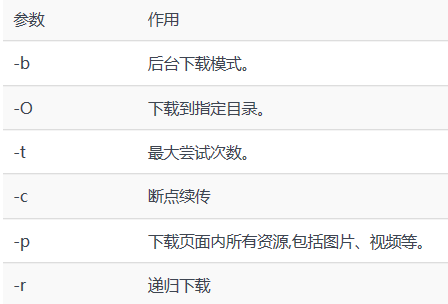 参数 作用
-b 后台下载模式。
-O 下载到指定目录。
-t 最大尝试次数。
-c 断点续传
-p 下载页面内所有资源,包括图片、视频等。
-r 递归下载